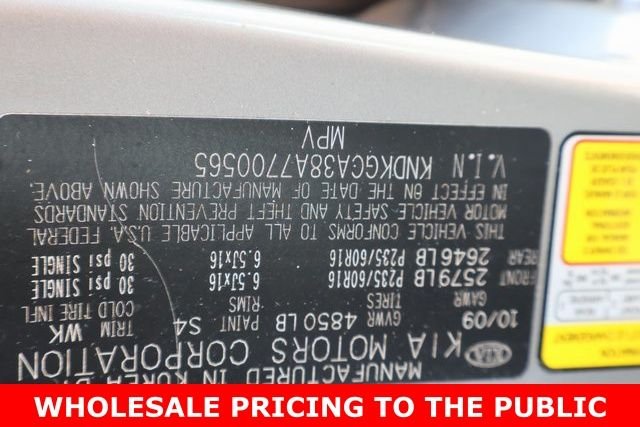 MANUFACTURED IN KOREA
KIA MOTORS CORPORATION
KIA
10/09 GVWR 4850LB PAINT S4 TRIM WK
GAWR TIRES RIMS COLD TIRE INFL
FRONT 2579LB P235/60R16 6.5Jx16 30 psi SINGLE
REAR 2646LB P235/60R16 6.5Jx16 30 psi SINGLE
THIS VEHICLE CONFORMS TO ALL APPLICABLE U.S.A. FEDERAL
MOTOR VEHICLE SAFETY AND THEFT PREVENTION STANDARDS
IN EFFECT ON THE DATE OF MANUFACTURE SHOWN ABOVE.
V.I.N KNDKGCA38A7700565
MPV
WHOLESALE PRICING TO THE PUBLIC